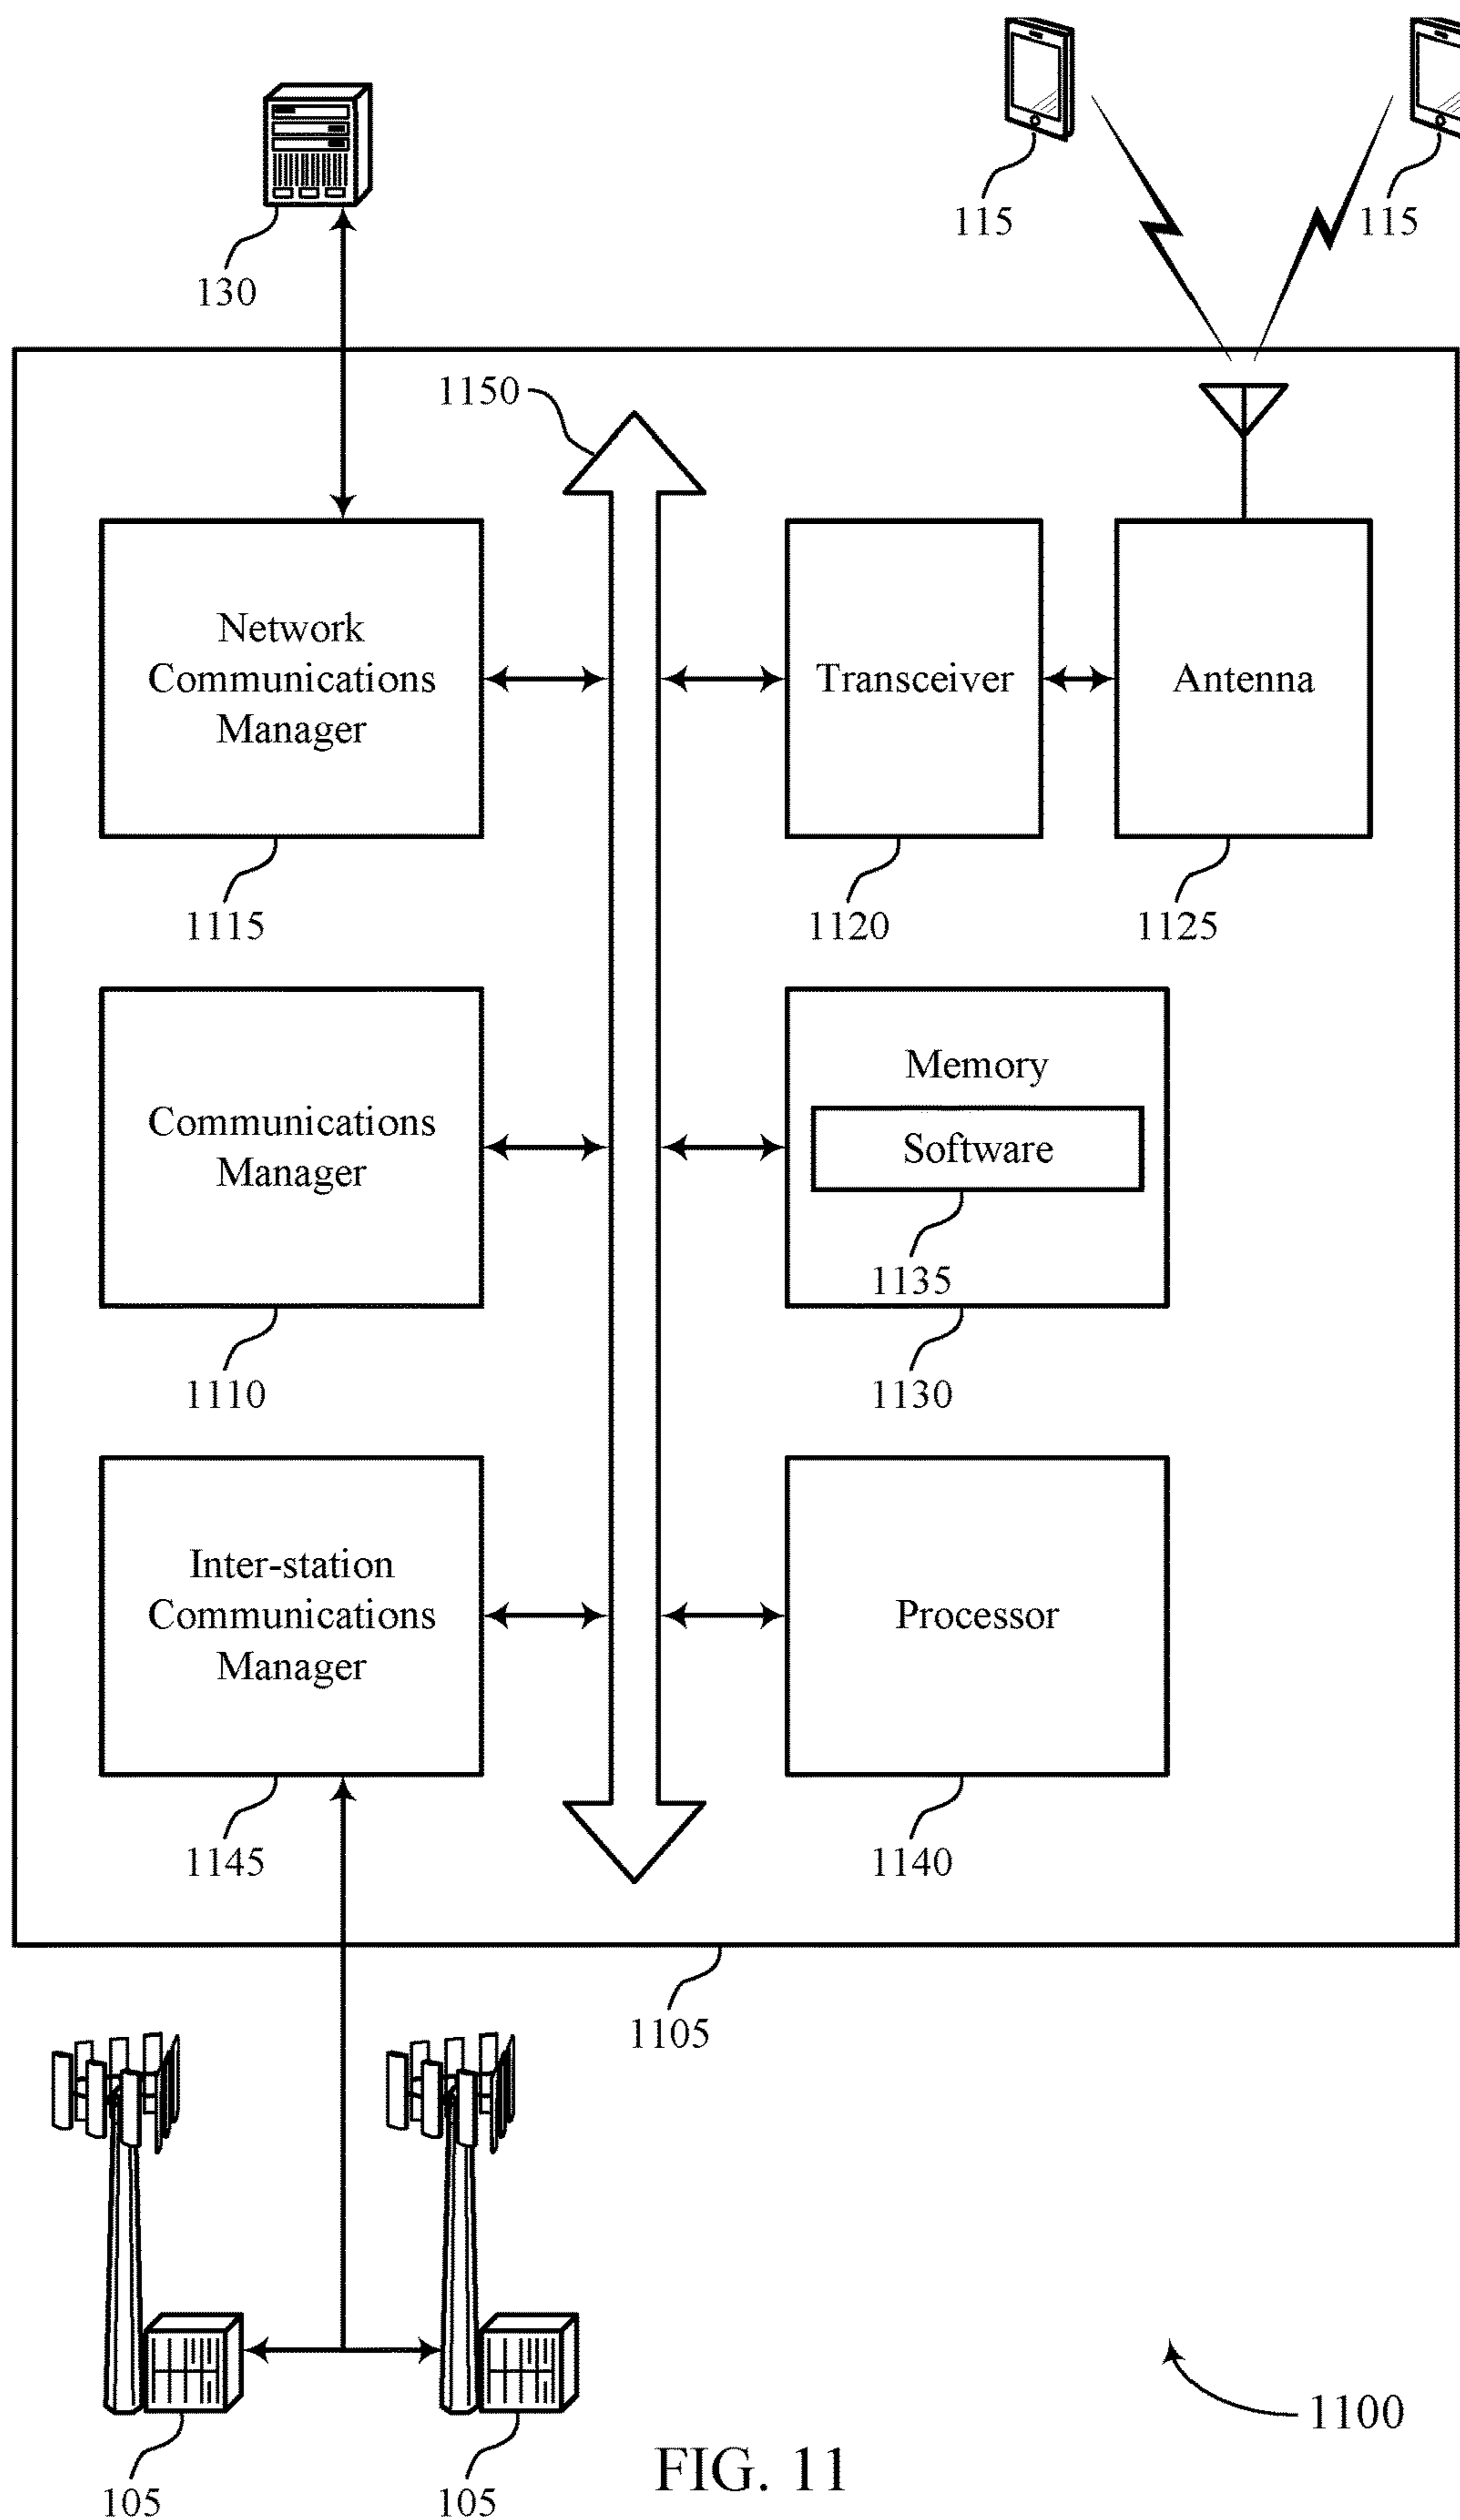 115
115
130
1150
Network
Communications
Manager
Transceiver
Antenna
1115
1120
1125
Communications
Manager
Memory
Software
1135
1110
1130
Inter-station
Communications
Manager
Processor
1145
1140
1105
105
105
1100
FIG. 11